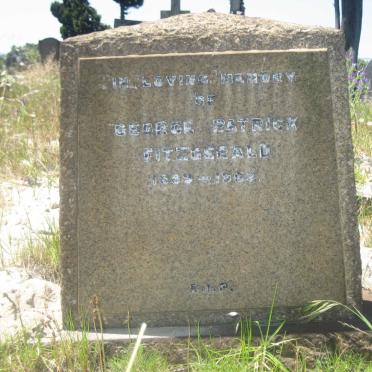 IN LOVING MEMORY
OF
GEORGE PATRICK
FITZGERALD
R.I.P.